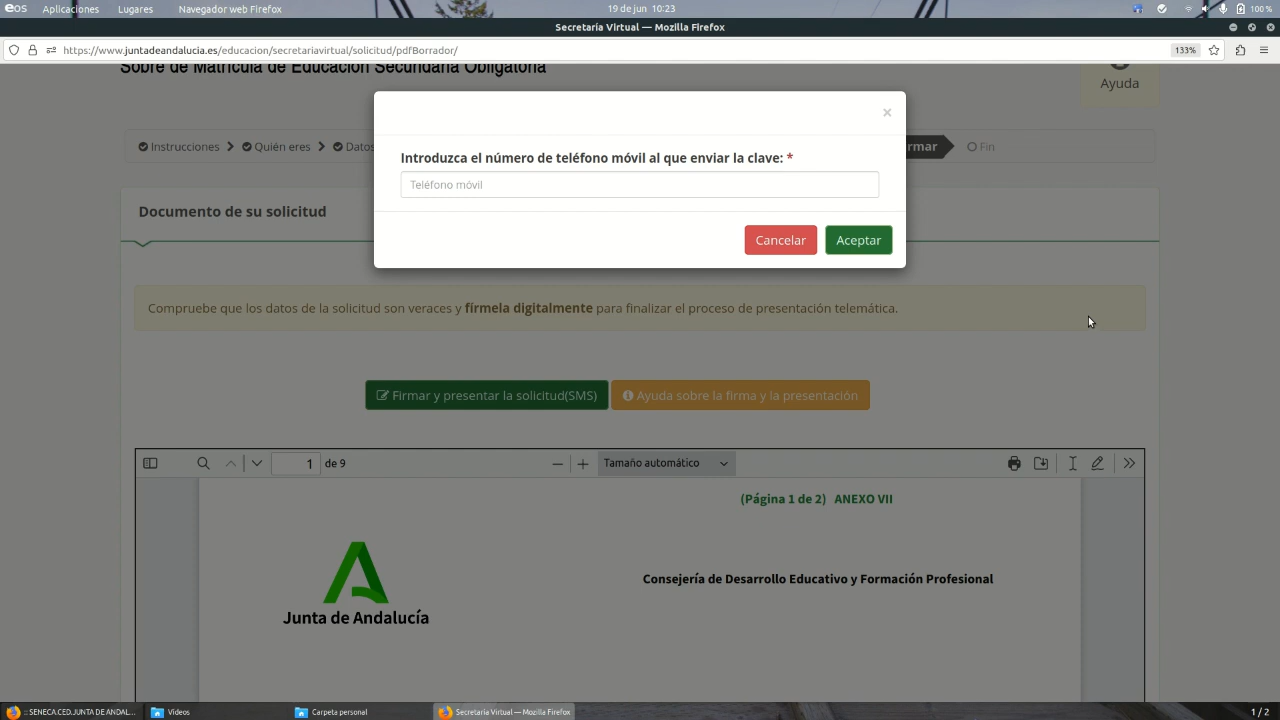 eos Aplicaciones Lugares Navegador web Firefox 19 de jun 10:23 100 %
Secretaría Virtual — Mozilla Firefox
https://www.juntadeandalucia.es/educacion/secretariavirtual/solicitud/pdfBorrador/ 133%
Sobre de Matrícula de Educación Secundaria Obligatoria
Ayuda
Instrucciones Quién eres Datos rmar Fin
×
Introduzca el número de teléfono móvil al que enviar la clave: *
Teléfono móvil
Cancelar Aceptar
Documento de su solicitud
Compruebe que los datos de la solicitud son veraces y fírmela digitalmente para finalizar el proceso de presentación telemática.
Firmar y presentar la solicitud(SMS) Ayuda sobre la firma y la presentación
1 de 9 Tamaño automático
(Página 1 de 2) ANEXO VII
Consejería de Desarrollo Educativo y Formación Profesional
Junta de Andalucía
:: SENECA.CED.JUNTA DE ANDAL... Vídeos Carpeta personal Secretaría Virtual — Mozilla Firefox 1 / 2